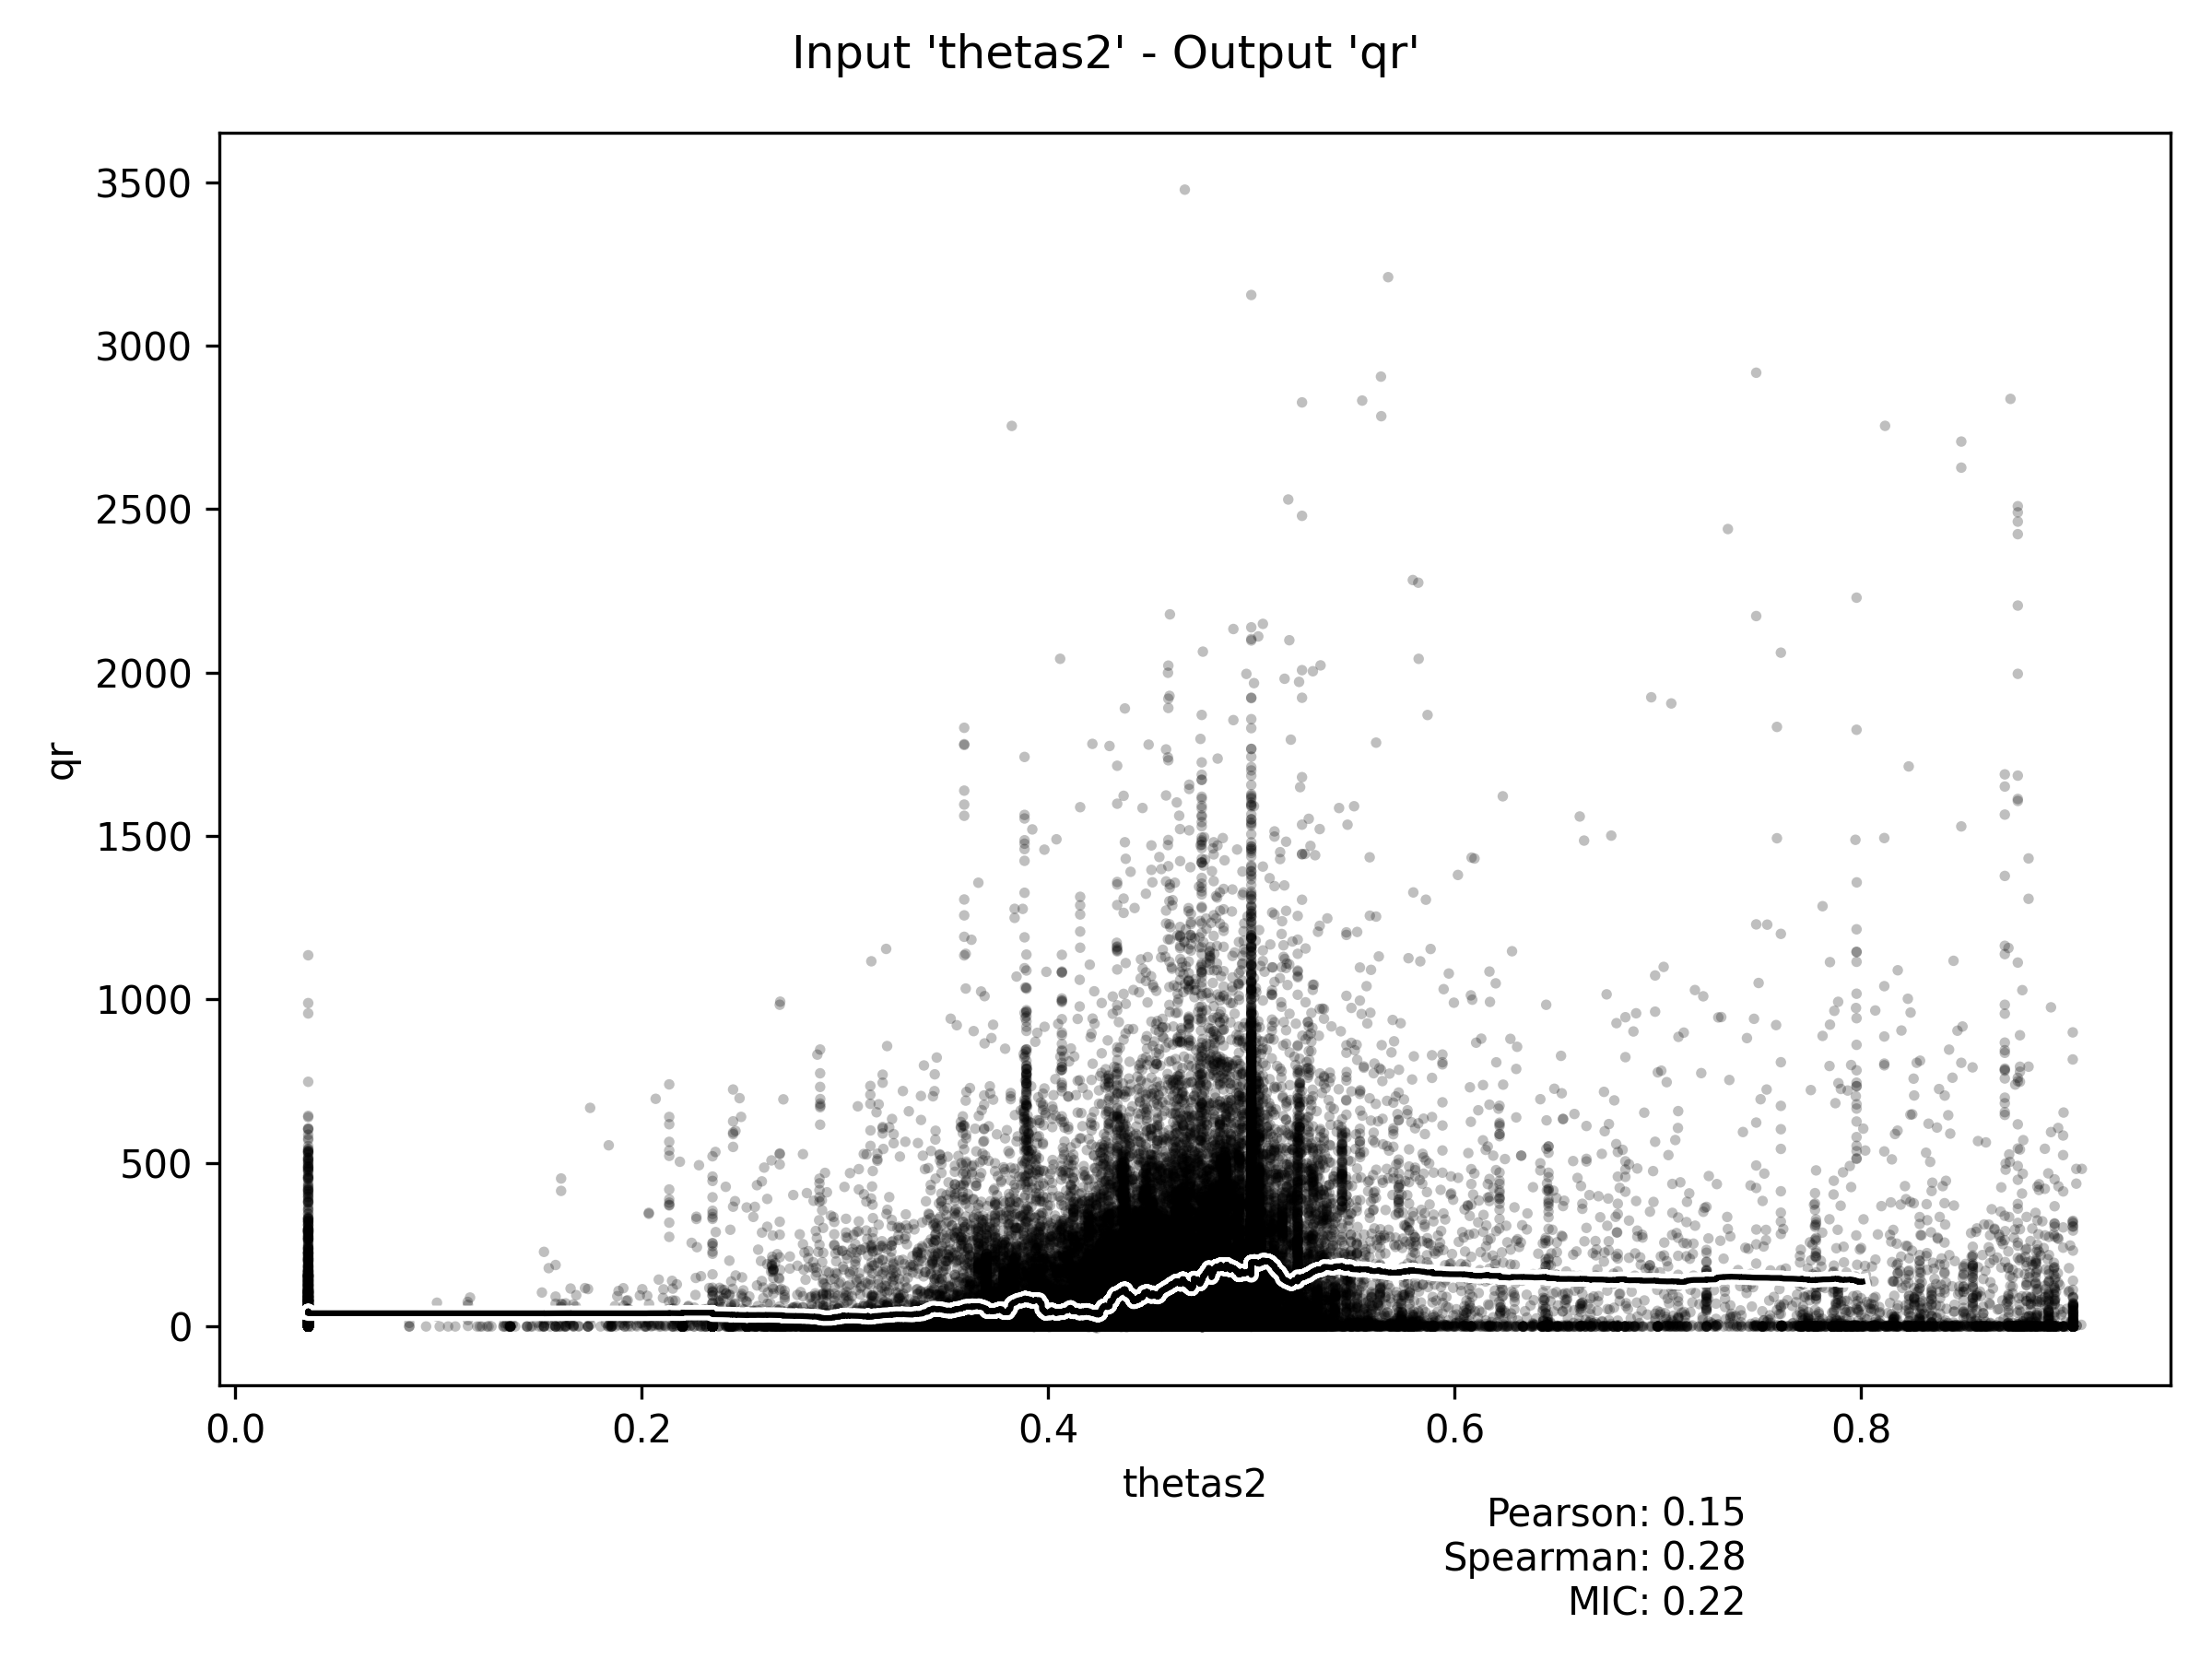 Input 'thetas2' - Output 'qr'
3500
3000
2500
2000
1500
1000
500
0
qr
0.0 0.2 0.4 0.6 0.8
thetas2
Pearson: 0.15
Spearman: 0.28
MIC: 0.22